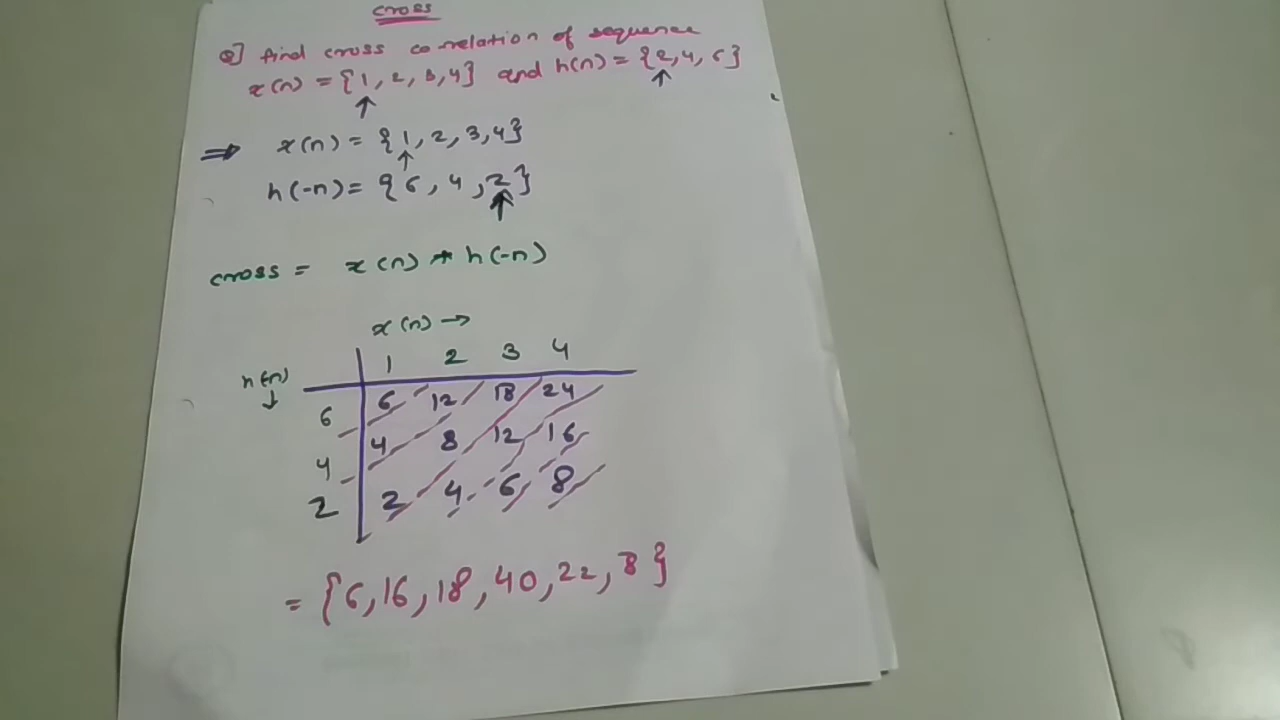 cross
Q] find cross co-relation of sequence
x(n) = {1, 2, 3, 4} and h(n) = {2, 4, 6}
↑ ↑
⇒ x(n) = {1, 2, 3, 4}
↑
h(-n) = {6, 4, 2}
↑
cross = x(n) * h(-n)
x(n) →
1 2 3 4
h(-n)
↓
6 6 12 18 24
4 4 8 12 16
2 2 4 6 8
= {6, 16, 18, 40, 22, 8}